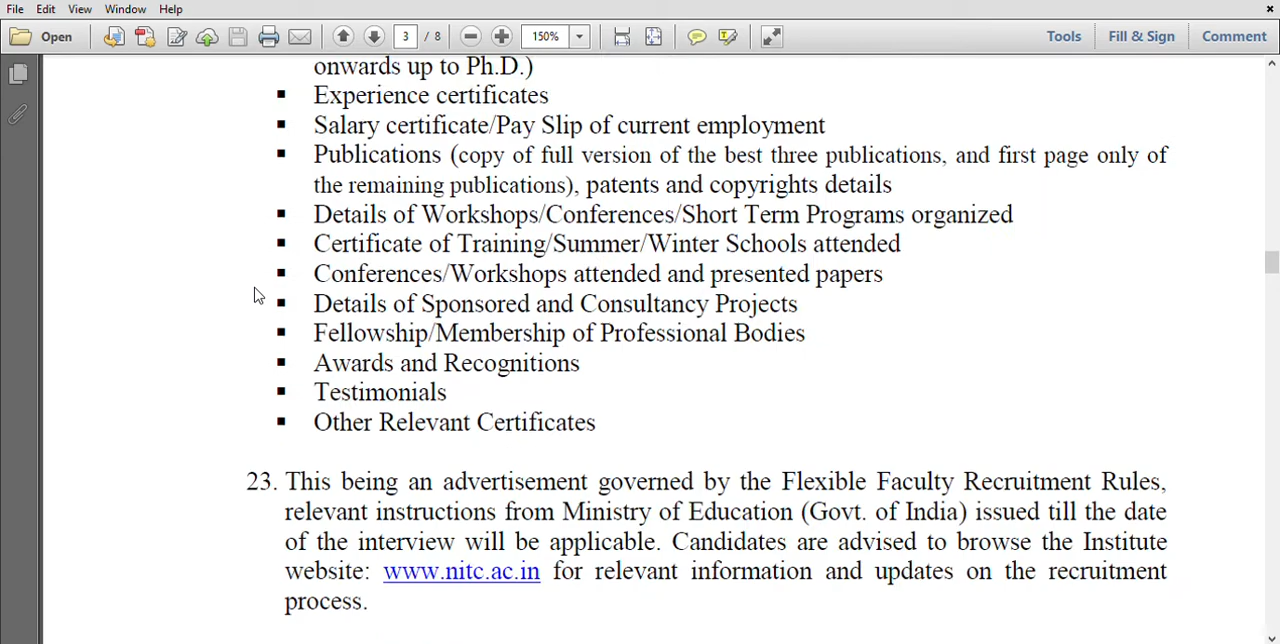 File Edit View Window Help
Open 3 / 8 150% Tools Fill & Sign Comment
onwards up to Ph.D.)
▪ Experience certificates
▪ Salary certificate/Pay Slip of current employment
▪ Publications (copy of full version of the best three publications, and first page only of
the remaining publications), patents and copyrights details
▪ Details of Workshops/Conferences/Short Term Programs organized
▪ Certificate of Training/Summer/Winter Schools attended
▪ Conferences/Workshops attended and presented papers
▪ Details of Sponsored and Consultancy Projects
▪ Fellowship/Membership of Professional Bodies
▪ Awards and Recognitions
▪ Testimonials
▪ Other Relevant Certificates
23. This being an advertisement governed by the Flexible Faculty Recruitment Rules,
relevant instructions from Ministry of Education (Govt. of India) issued till the date
of the interview will be applicable. Candidates are advised to browse the Institute
website: www.nitc.ac.in for relevant information and updates on the recruitment
process.